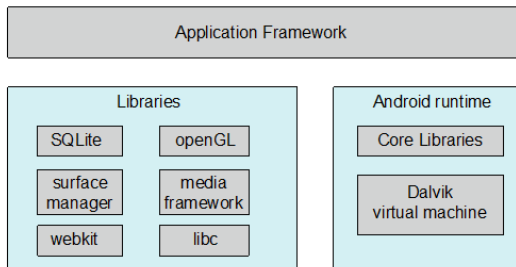 Application Framework
Libraries
SQLite
openGL
surface
manager
media
framework
webkit
libc
Android runtime
Core Libraries
Dalvik
virtual machine